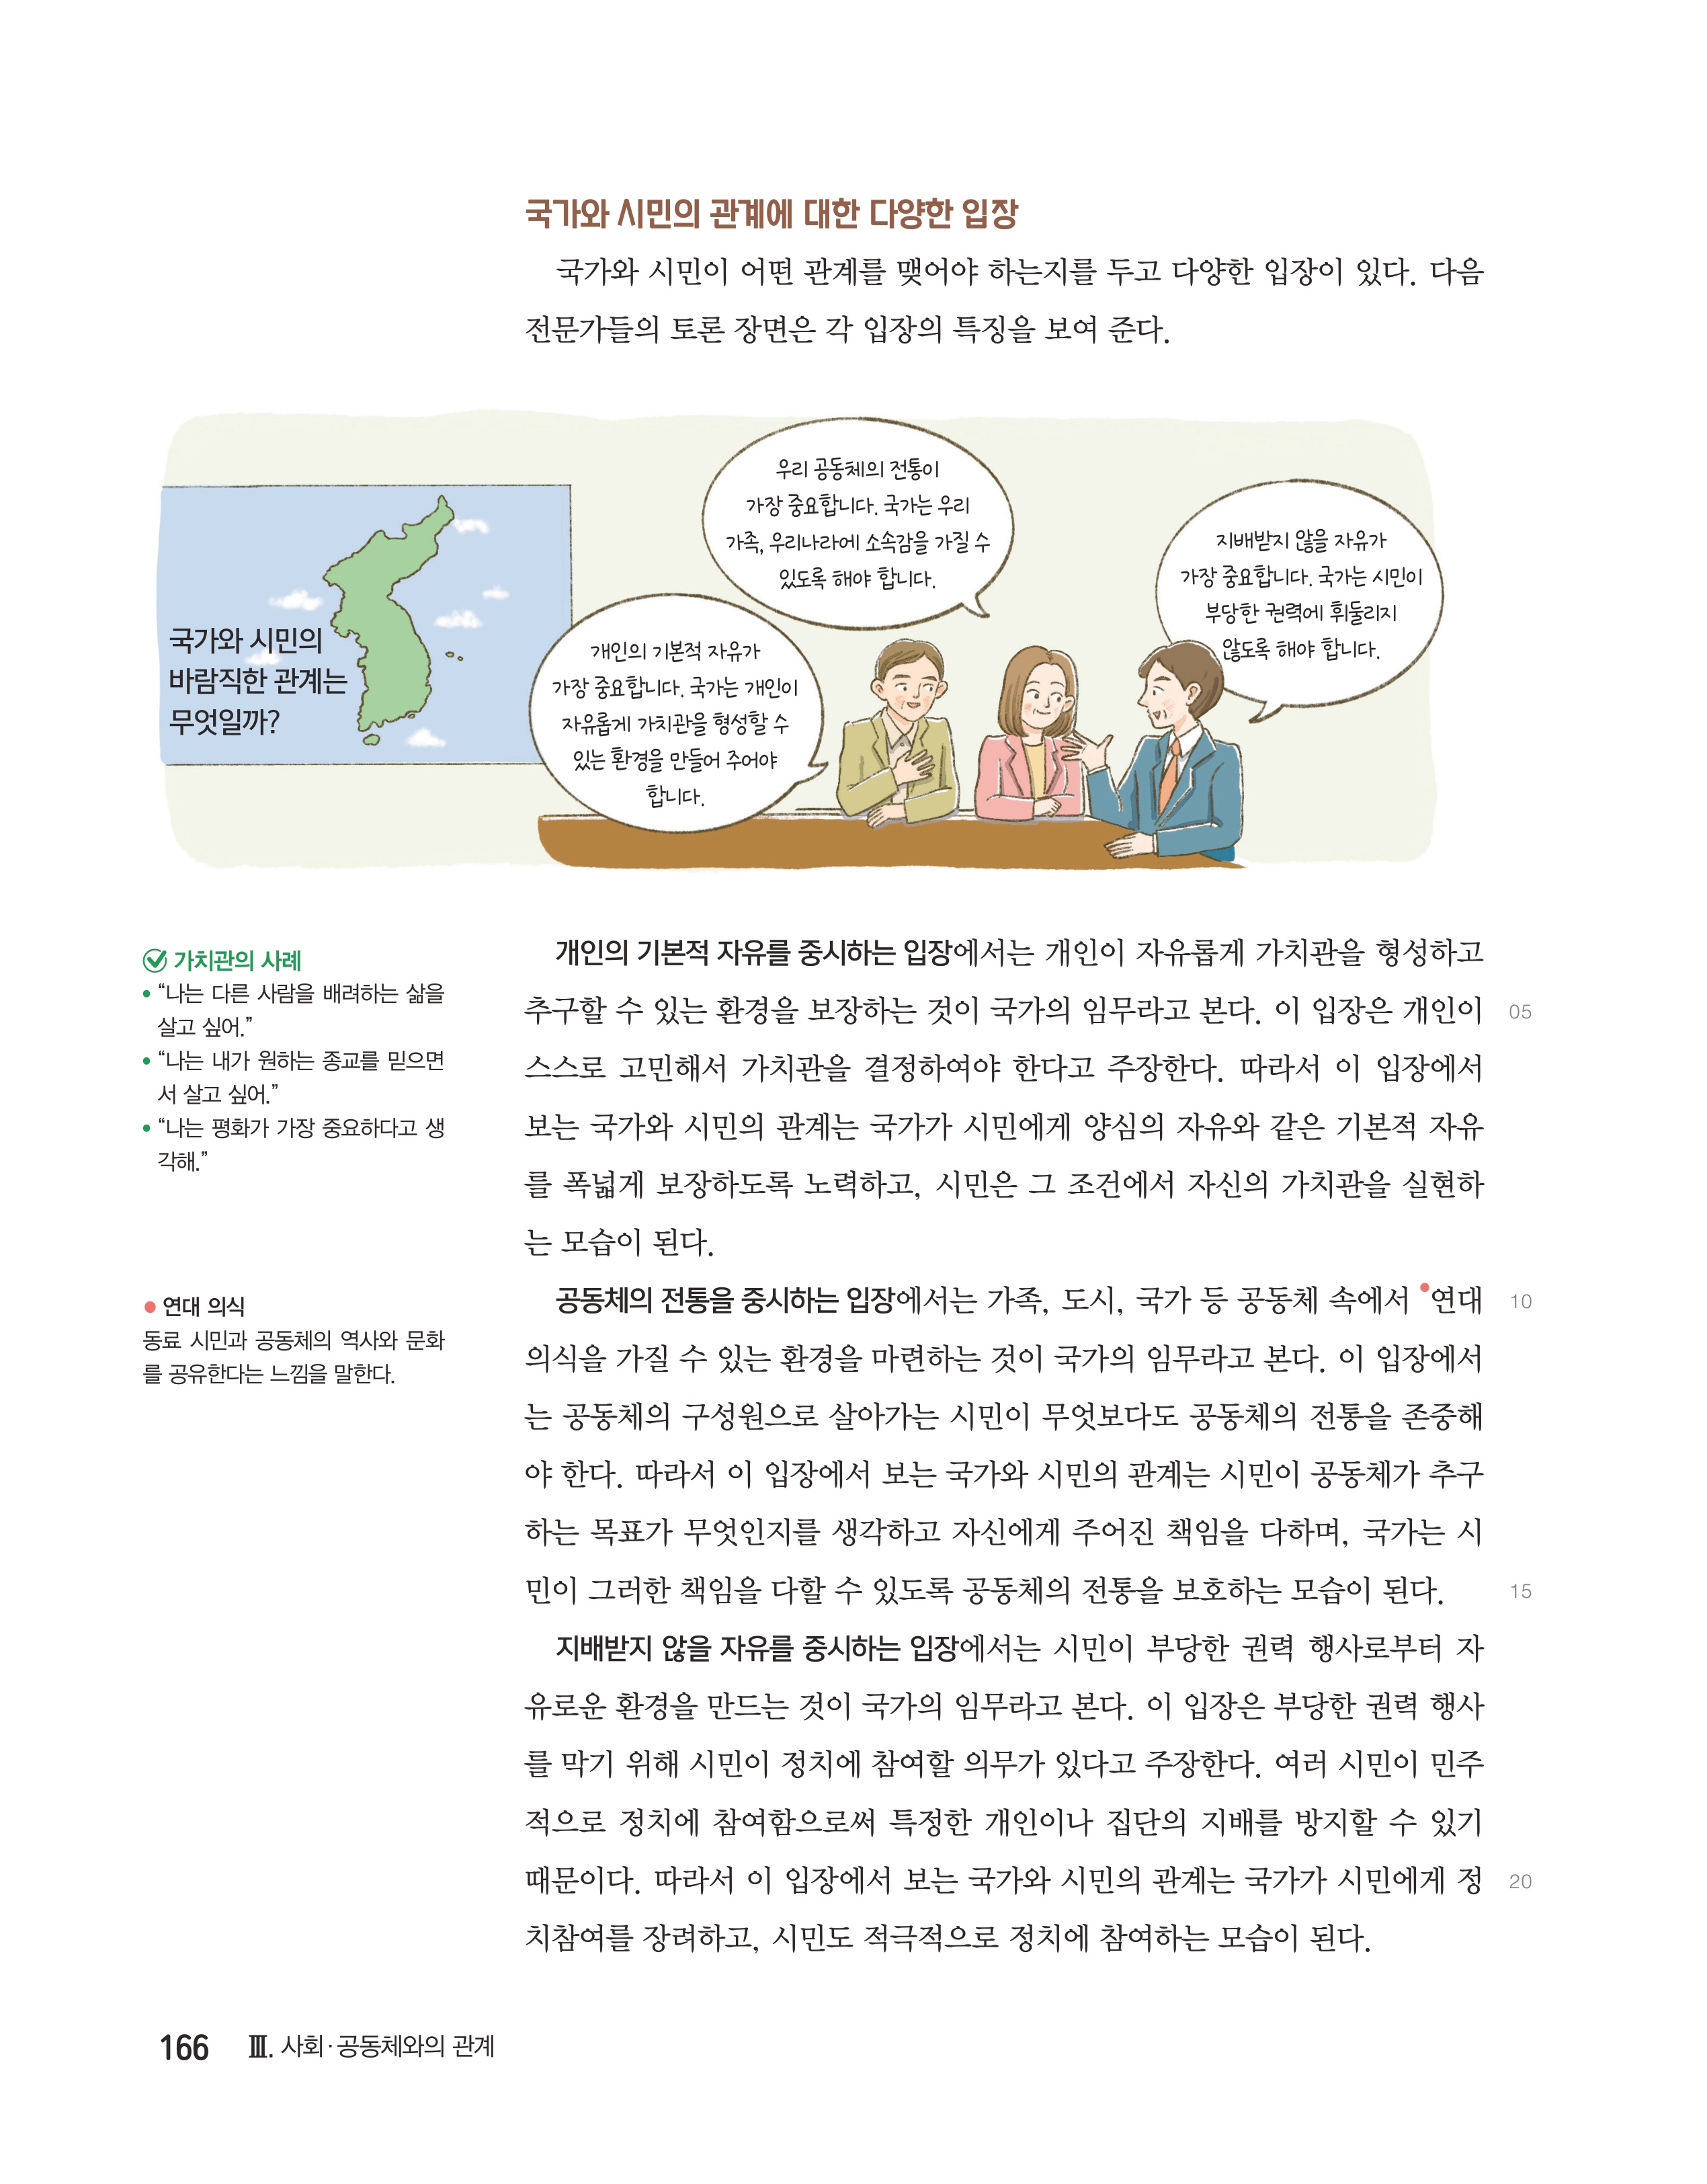 국가와 시민의 관계에 대한 다양한 입장
국가와 시민이 어떤 관계를 맺어야 하는지를 두고 다양한 입장이 있다. 다음
전문가들의 토론 장면은 각 입장의 특징을 보여 준다.
국가와 시민의
바람직한 관계는
무엇일까?
개인의 기본적 자유가
가장 중요합니다. 국가는 개인이
자유롭게 가치관을 형성할 수
있는 환경을 만들어 주어야
합니다.
우리 공동체의 전통이
가장 중요합니다. 국가는 우리
가족, 우리나라에 소속감을 가질 수
있도록 해야 합니다.
지배받지 않을 자유가
가장 중요합니다. 국가는 시민이
부당한 권력에 휘둘리지
않도록 해야 합니다.
가치관의 사례
• “나는 다른 사람을 배려하는 삶을
살고 싶어.”
• “나는 내가 원하는 종교를 믿으면
서 살고 싶어.”
• “나는 평화가 가장 중요하다고 생
각해.”
● 연대 의식
동료 시민과 공동체의 역사와 문화
를 공유한다는 느낌을 말한다.
개인의 기본적 자유를 중시하는 입장에서는 개인이 자유롭게 가치관을 형성하고
추구할 수 있는 환경을 보장하는 것이 국가의 임무라고 본다. 이 입장은 개인이 05
스스로 고민해서 가치관을 결정하여야 한다고 주장한다. 따라서 이 입장에서
보는 국가와 시민의 관계는 국가가 시민에게 양심의 자유와 같은 기본적 자유
를 폭넓게 보장하도록 노력하고, 시민은 그 조건에서 자신의 가치관을 실현하
는 모습이 된다.
공동체의 전통을 중시하는 입장에서는 가족, 도시, 국가 등 공동체 속에서 •연대 10
의식을 가질 수 있는 환경을 마련하는 것이 국가의 임무라고 본다. 이 입장에서
는 공동체의 구성원으로 살아가는 시민이 무엇보다도 공동체의 전통을 존중해
야 한다. 따라서 이 입장에서 보는 국가와 시민의 관계는 시민이 공동체가 추구
하는 목표가 무엇인지를 생각하고 자신에게 주어진 책임을 다하며, 국가는 시
민이 그러한 책임을 다할 수 있도록 공동체의 전통을 보호하는 모습이 된다. 15
지배받지 않을 자유를 중시하는 입장에서는 시민이 부당한 권력 행사로부터 자
유로운 환경을 만드는 것이 국가의 임무라고 본다. 이 입장은 부당한 권력 행사
를 막기 위해 시민이 정치에 참여할 의무가 있다고 주장한다. 여러 시민이 민주
적으로 정치에 참여함으로써 특정한 개인이나 집단의 지배를 방지할 수 있기
때문이다. 따라서 이 입장에서 보는 국가와 시민의 관계는 국가가 시민에게 정 20
치참여를 장려하고, 시민도 적극적으로 정치에 참여하는 모습이 된다.
166 Ⅲ. 사회·공동체와의 관계